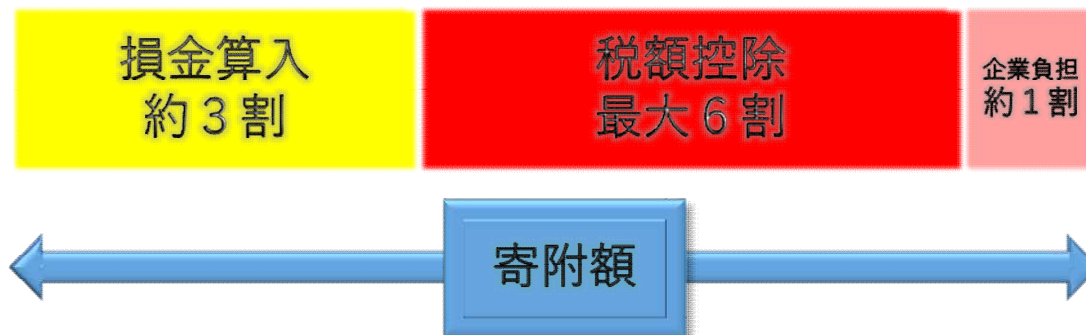 損金算入
約３割
税額控除
最大６割
企業負担
約１割
寄附額